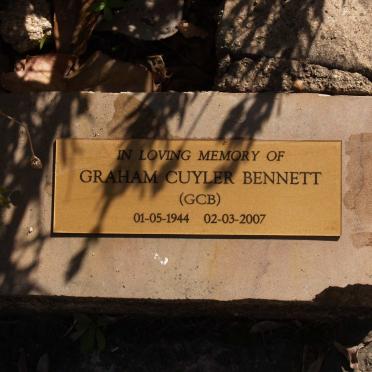 IN LOVING MEMORY OF
GRAHAM CUYLER BENNETT
(GCB)
01-05-1944 02-03-2007